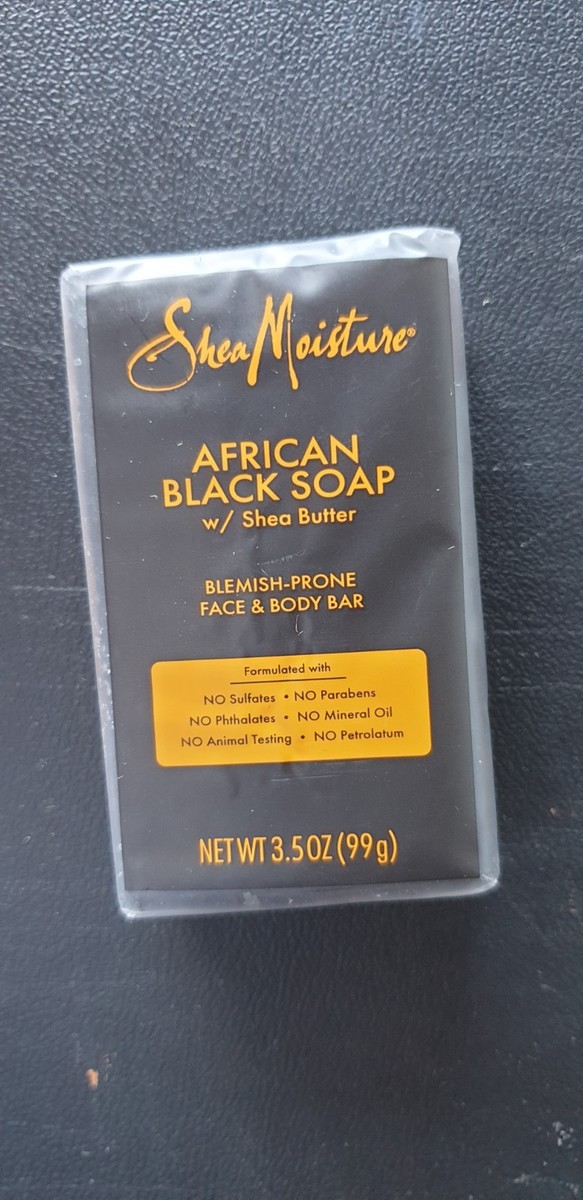 SheaMoisture®
AFRICAN
BLACK SOAP
w/ Shea Butter
BLEMISH-PRONE
FACE & BODY BAR
Formulated with
NO Sulfates • NO Parabens
NO Phthalates • NO Mineral Oil
NO Animal Testing • NO Petrolatum
NET WT 3.5 OZ (99 g)